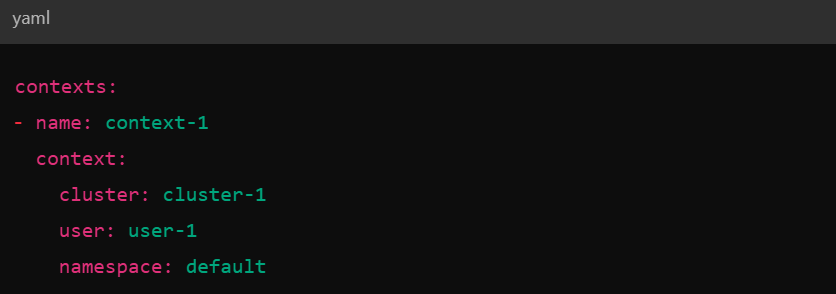 yaml
contexts:
- name: context-1
  context:
    cluster: cluster-1
    user: user-1
    namespace: default